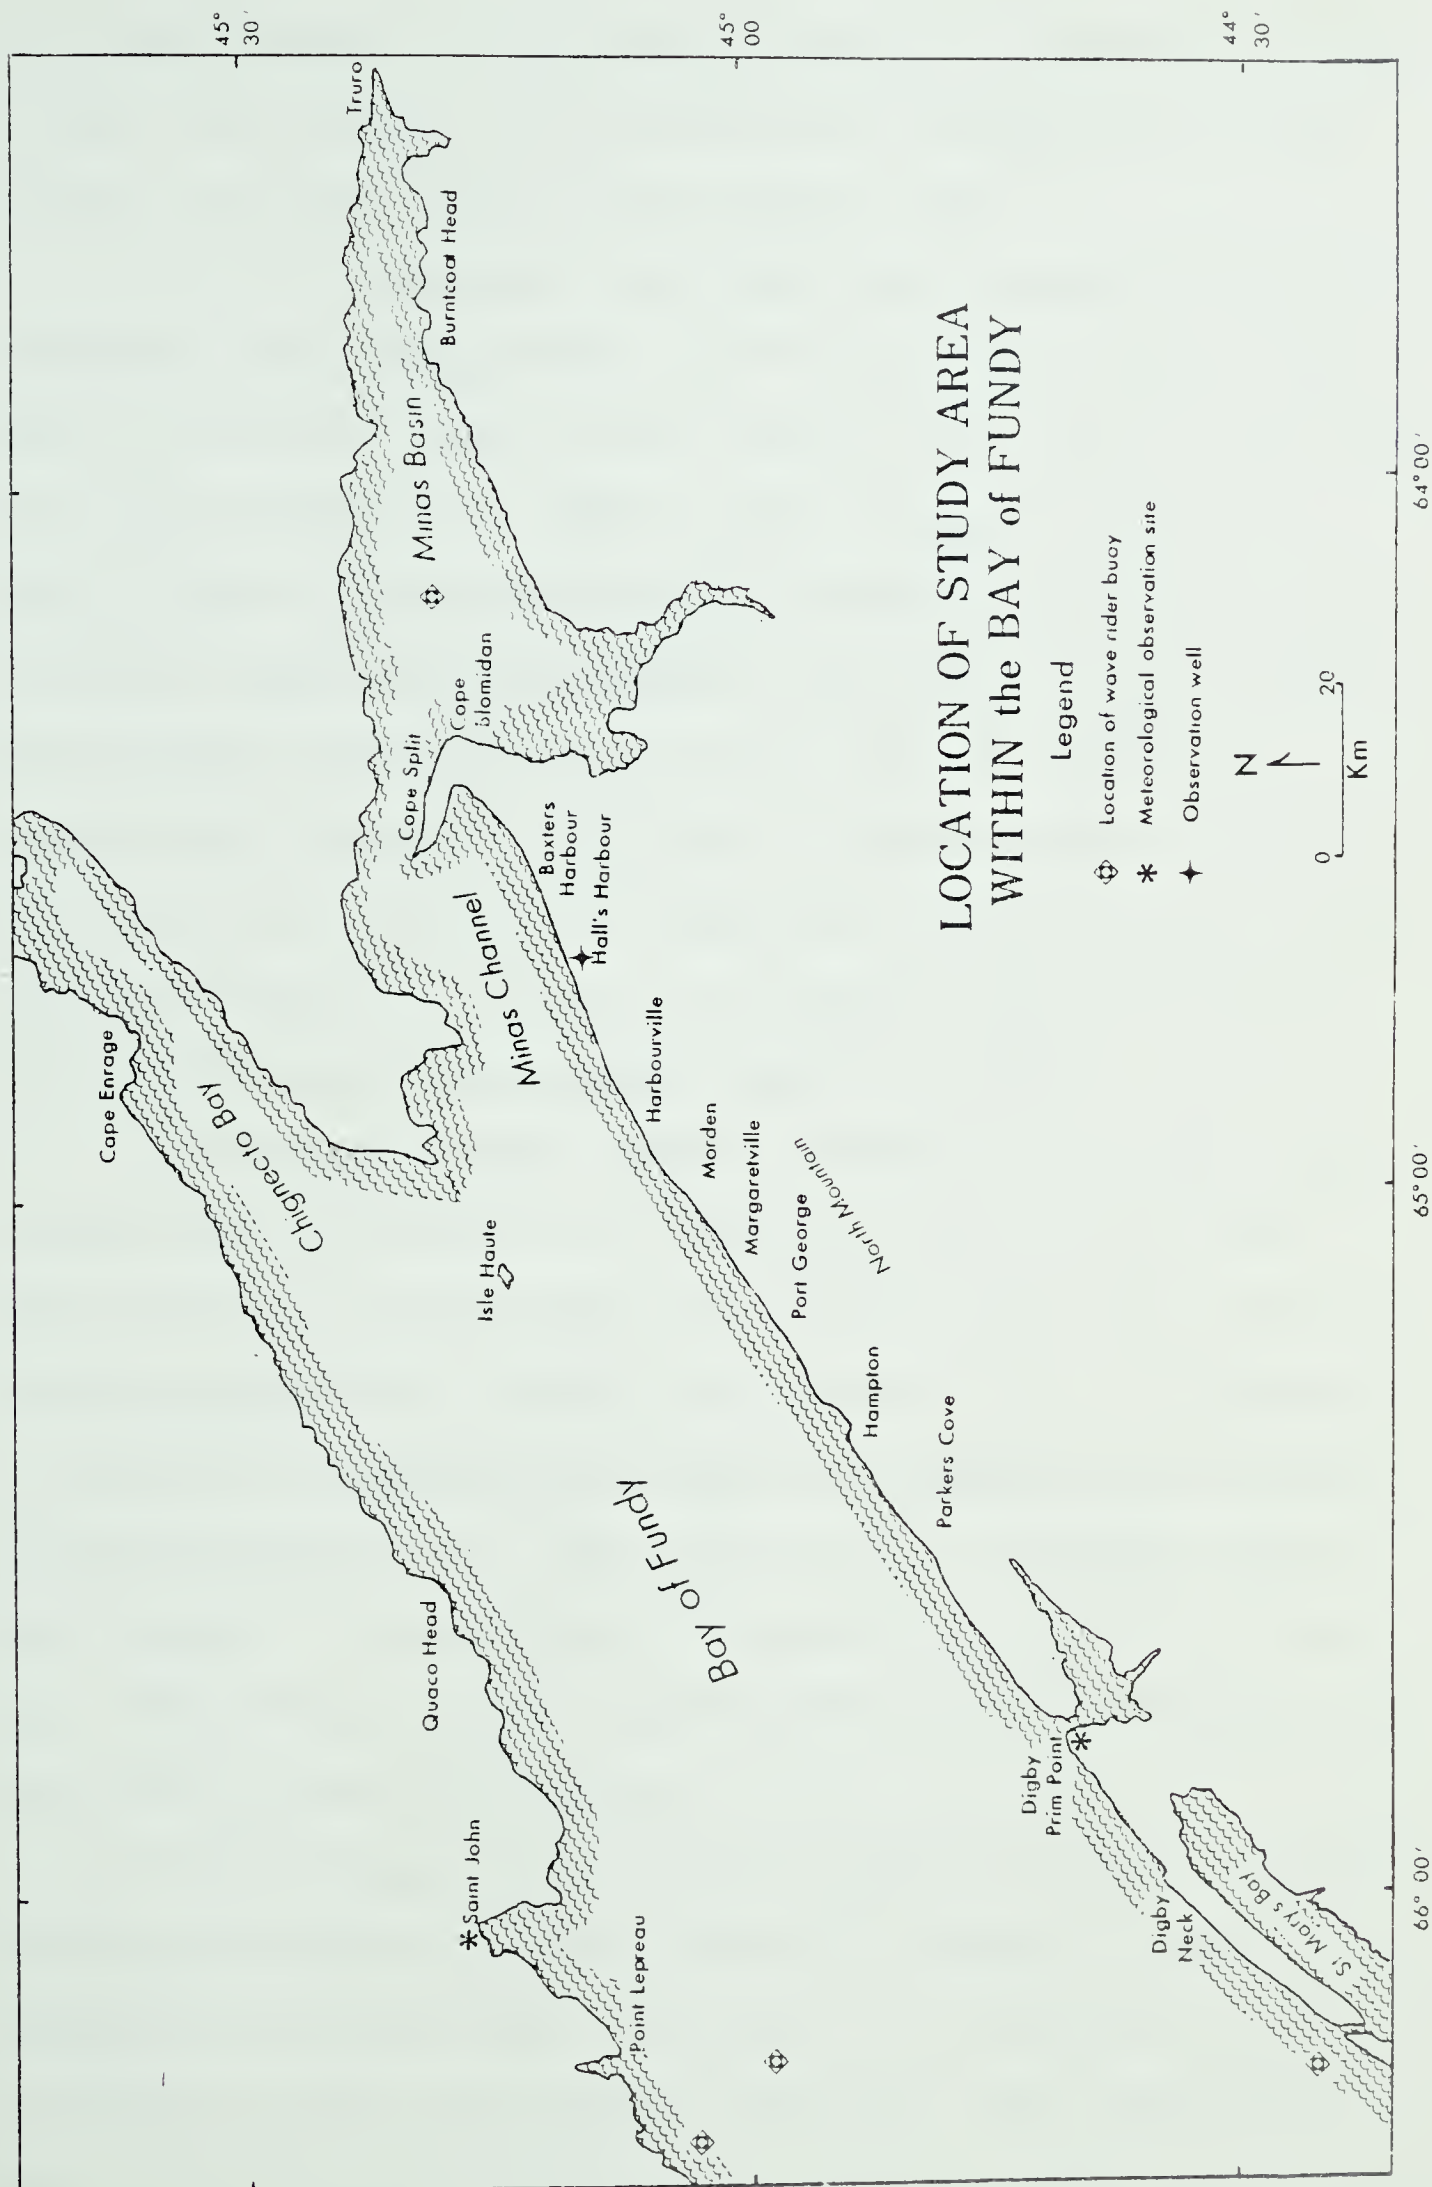 LOCATION OF STUDY AREA
WITHIN the BAY of FUNDY
Legend
Location of wave rider buoy
Meteorological observation site
Observation well
N
0 20
Km
45°
30
45°
00
44°
30'
66° 00'
65° 00'
64° 00'
Cape Enrage
Chignecto Bay
Quaco Head
Saint John
Point Lepreau
Isle Haute
Bay of Fundy
Minas Channel
Cape Split
Cape
Blomidan
Minas Basin
Burntcoat Head
Truro
Baxters
Harbour
Hall's Harbour
Harbourville
Morden
Margaretville
Port George
North Mountain
Hampton
Parkers Cove
Digby
Prim Point
Digby
Neck
St Mary's Bay